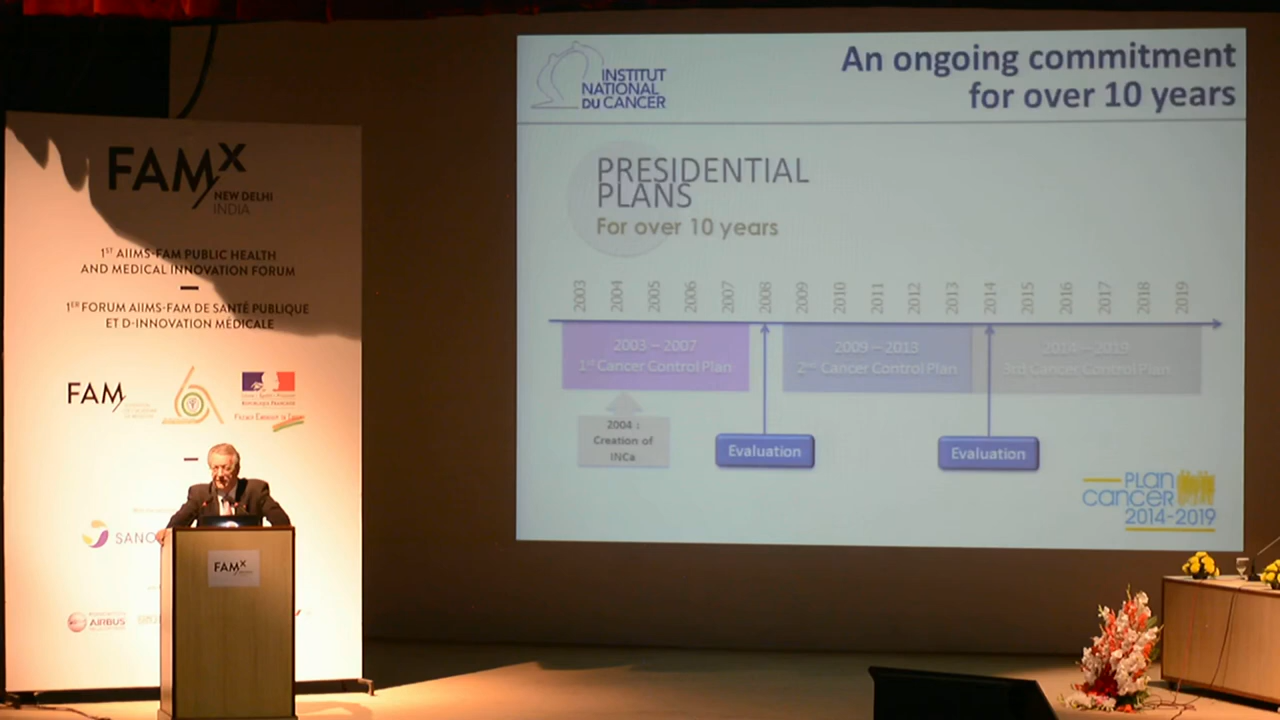 FAMx
NEW DELHI
INDIA
1ST AIIMS-FAM PUBLIC HEALTH
AND MEDICAL INNOVATION FORUM
1ER FORUM AIIMS-FAM DE SANTÉ PUBLIQUE
ET D-INNOVATION MÉDICALE
FAM
SANO
AIRBUS
FAMx
INSTITUT
NATIONAL
DU CANCER
An ongoing commitment
for over 10 years
PRESIDENTIAL
PLANS
For over 10 years
2003 2004 2005 2006 2007 2008 2009 2010 2011 2012 2013 2014 2015 2016 2017 2018 2019
2003 – 2007
1st Cancer Control Plan
2009 – 2013
2nd Cancer Control Plan
2014 – 2019
3rd Cancer Control Plan
2004 :
Creation of
INCa
Evaluation
Evaluation
PLAN
CANCER
2014-2019